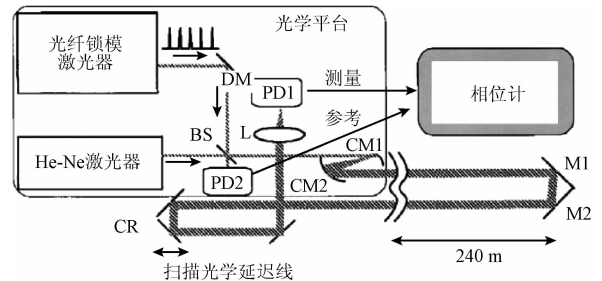 光学平台
光纤锁模
激光器
DM
PD1
测量
相位计
参考
BS
L
He-Ne激光器
PD2
CM1
CM2
M1
M2
CR
240 m
扫描光学延迟线